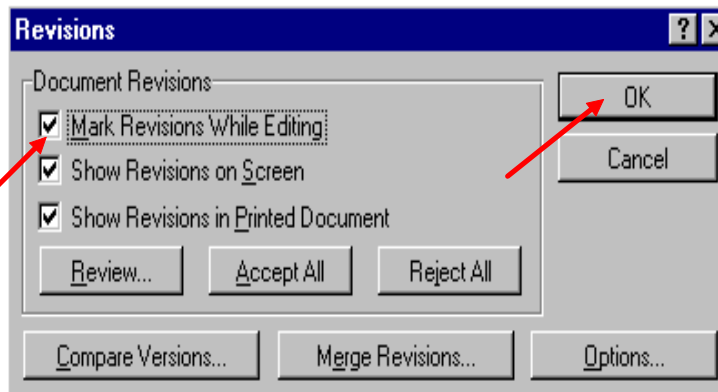 Revisions
Document Revisions
OK
Mark Revisions While Editing
Cancel
Show Revisions on Screen
Show Revisions in Printed Document
Review... Accept All Reject All
Compare Versions... Merge Revisions... Options...